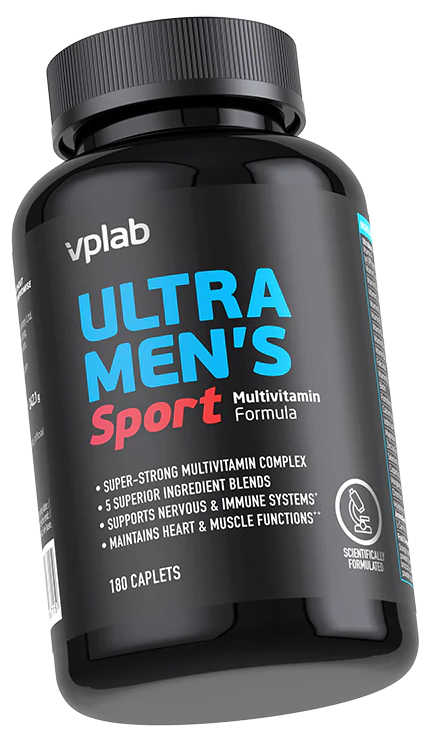 vplab
ULTRA
MEN'S
Sport Multivitamin
Formula
• SUPER-STRONG MULTIVITAMIN COMPLEX
• 5 SUPERIOR INGREDIENT BLENDS
• SUPPORTS NERVOUS & IMMUNE SYSTEMS*
• MAINTAINS HEART & MUSCLE FUNCTIONS**
180 CAPLETS
SCIENTIFICALLY
FORMULATED